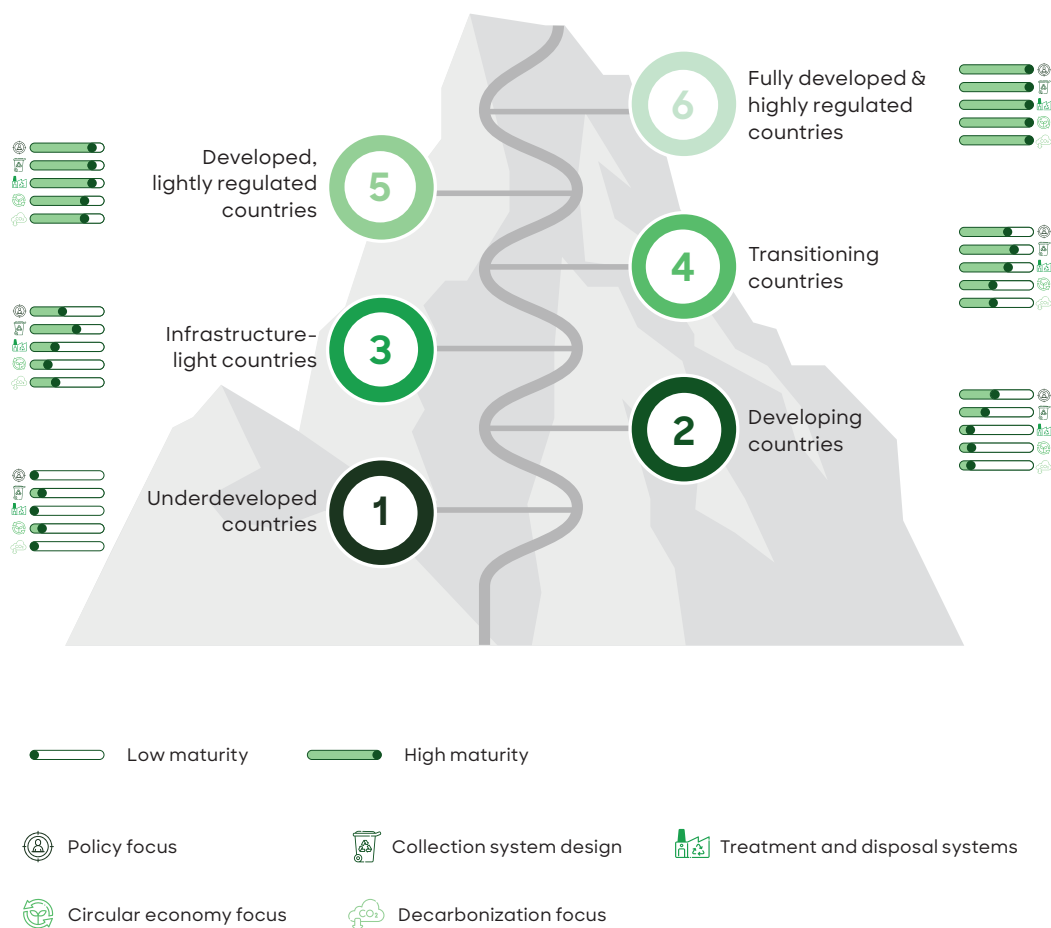 6
Fully developed &
highly regulated
countries
5
Developed,
lightly regulated
countries
4
Transitioning
countries
3
Infrastructure-
light countries
2
Developing
countries
1
Underdeveloped
countries
Low maturity
High maturity
Policy focus
Collection system design
Treatment and disposal systems
Circular economy focus
CO₂
Decarbonization focus